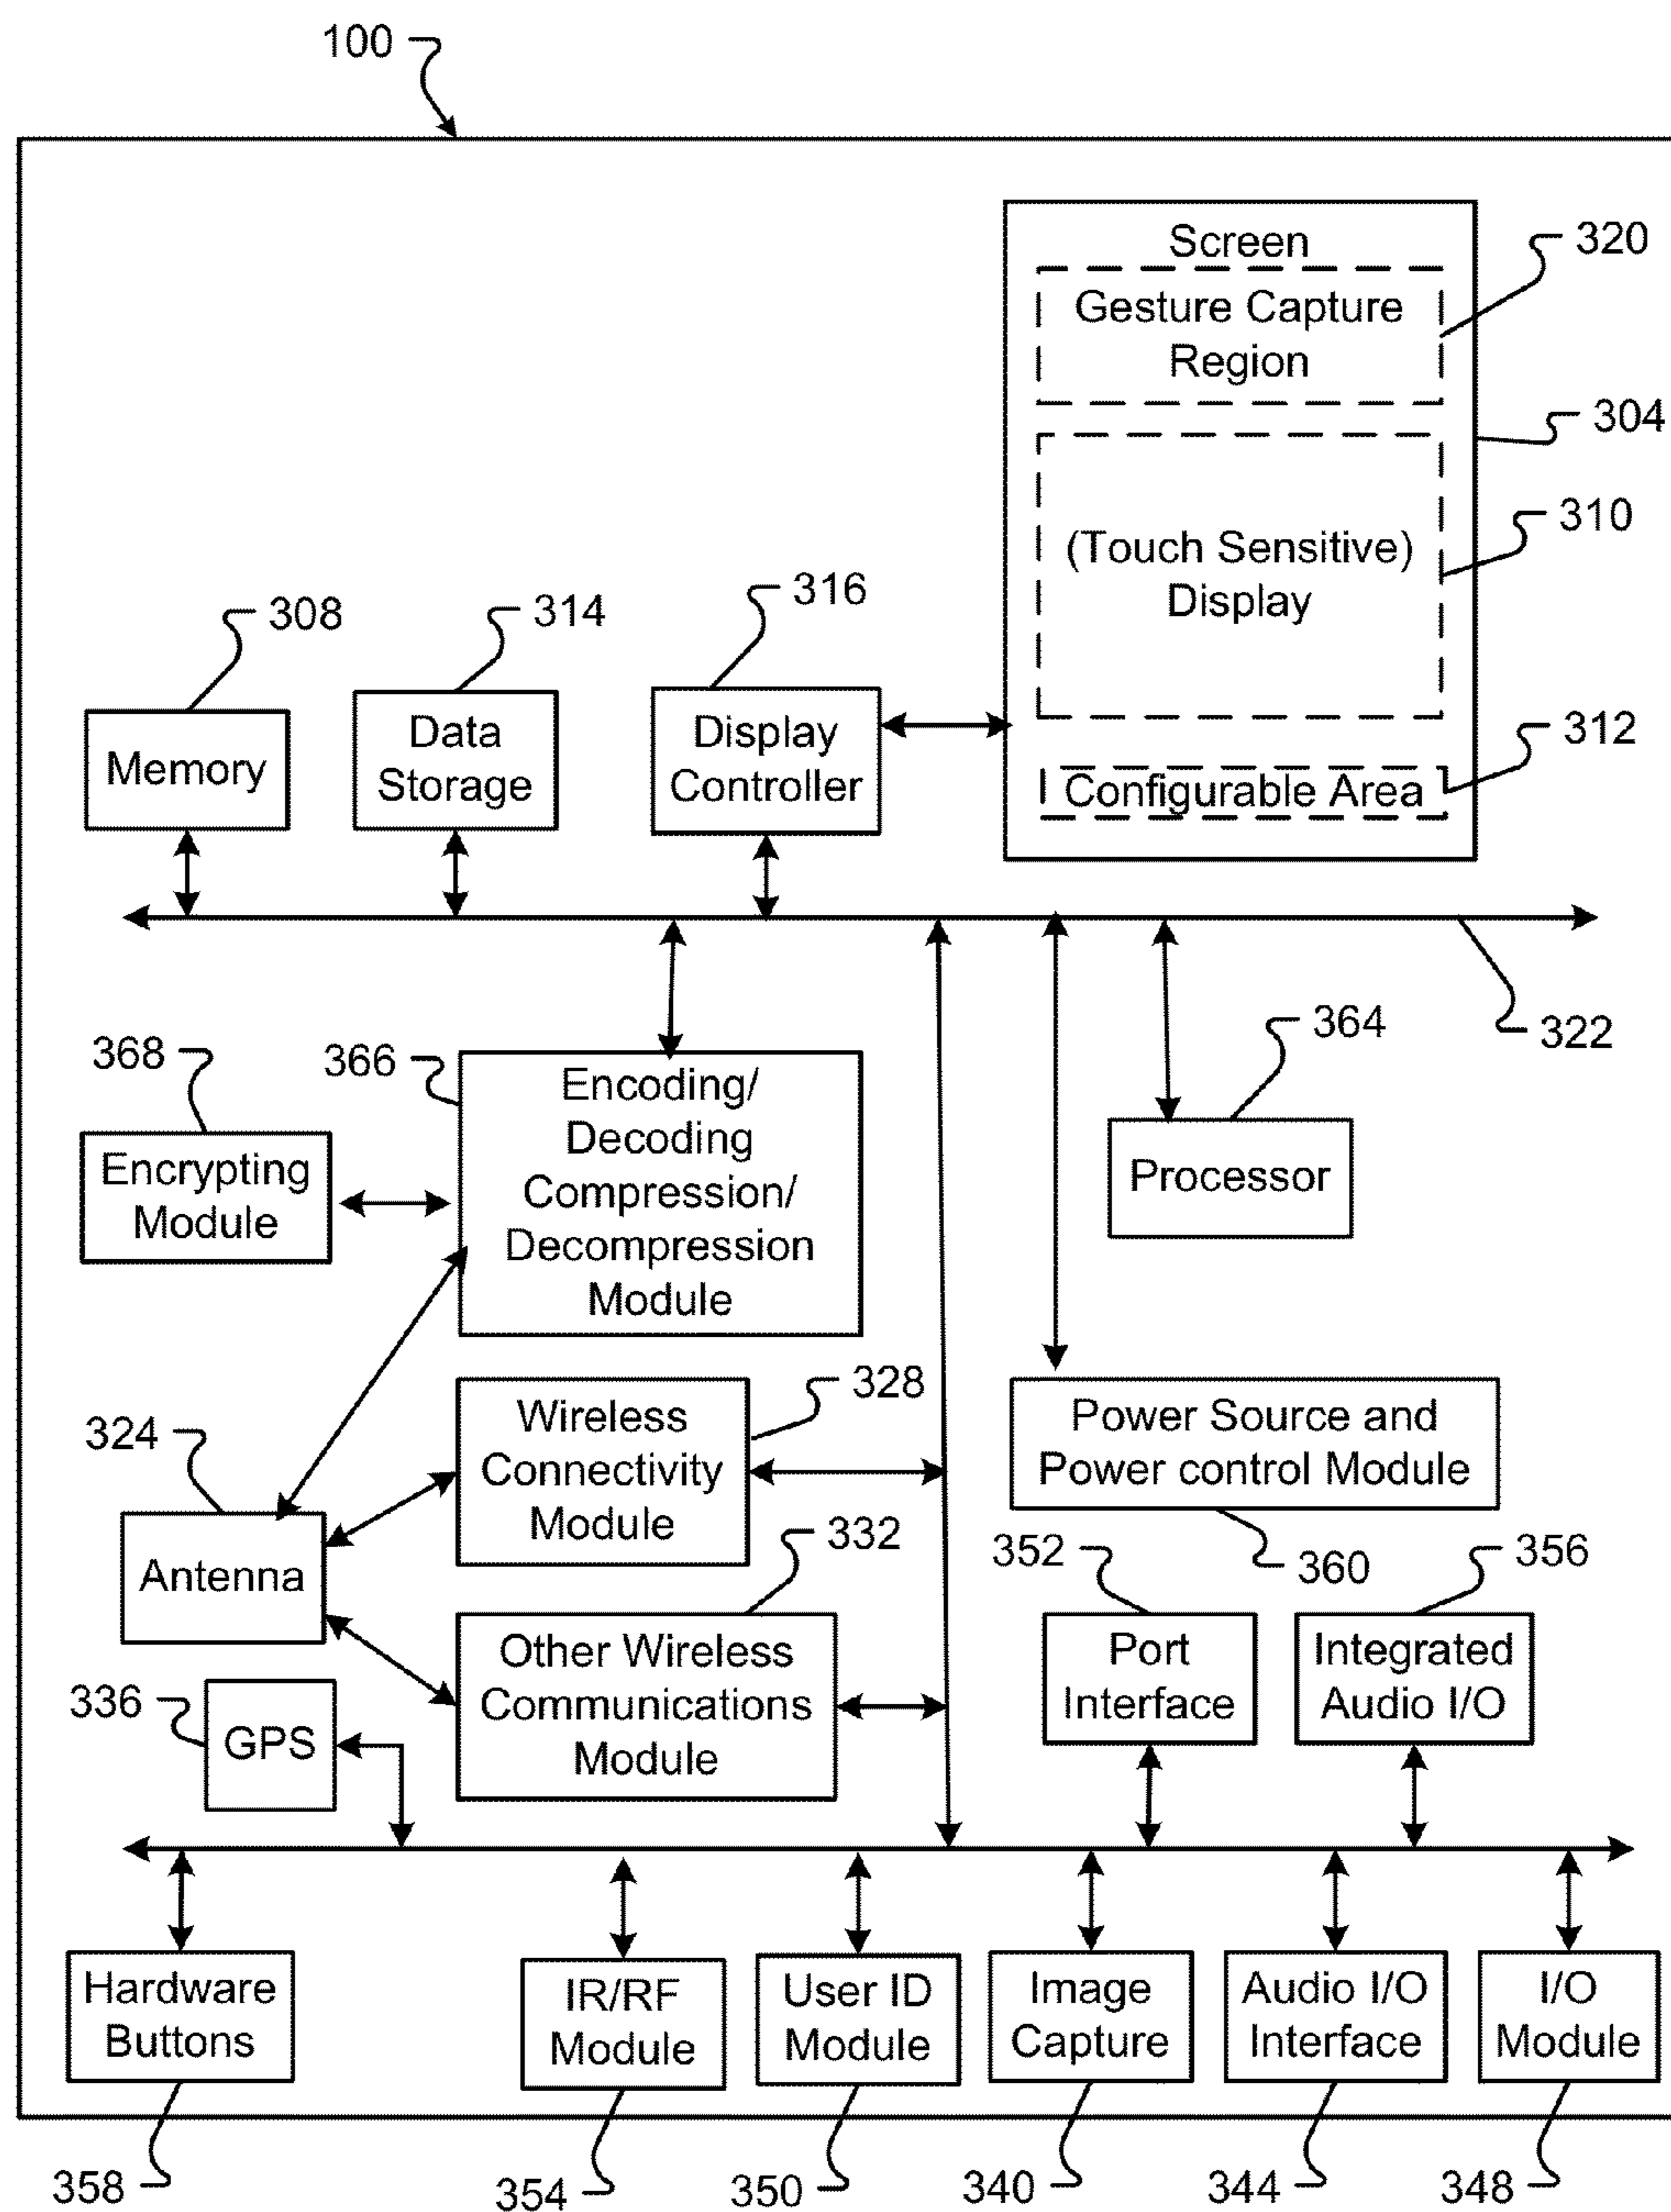 100
Screen
Gesture Capture
Region
320
304
(Touch Sensitive)
Display
310
Configurable Area
312
308
Memory
314
Data
Storage
316
Display
Controller
322
368
Encrypting
Module
366
Encoding/
Decoding
Compression/
Decompression
Module
364
Processor
324
Antenna
328
Wireless
Connectivity
Module
Power Source and
Power control Module
360
332
Other Wireless
Communications
Module
352
Port
Interface
356
Integrated
Audio I/O
336
GPS
Hardware
Buttons
IR/RF
Module
User ID
Module
Image
Capture
Audio I/O
Interface
I/O
Module
358
354
350
340
344
348